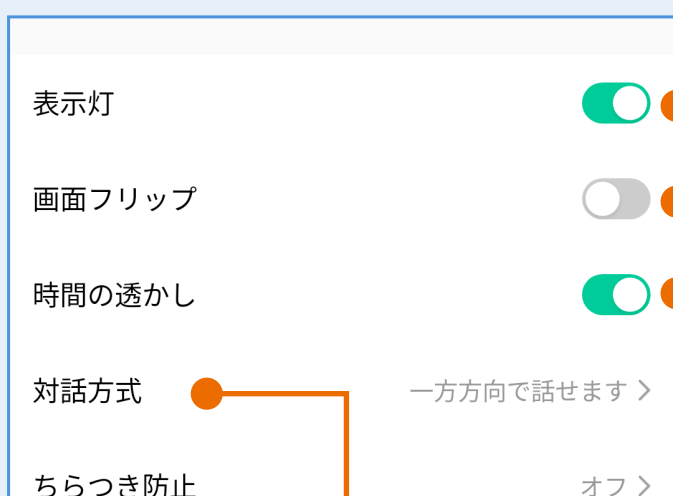 表示灯
画面フリップ
時間の透かし
対話方式 一方方向で話せます
ちらつき防止 オフ